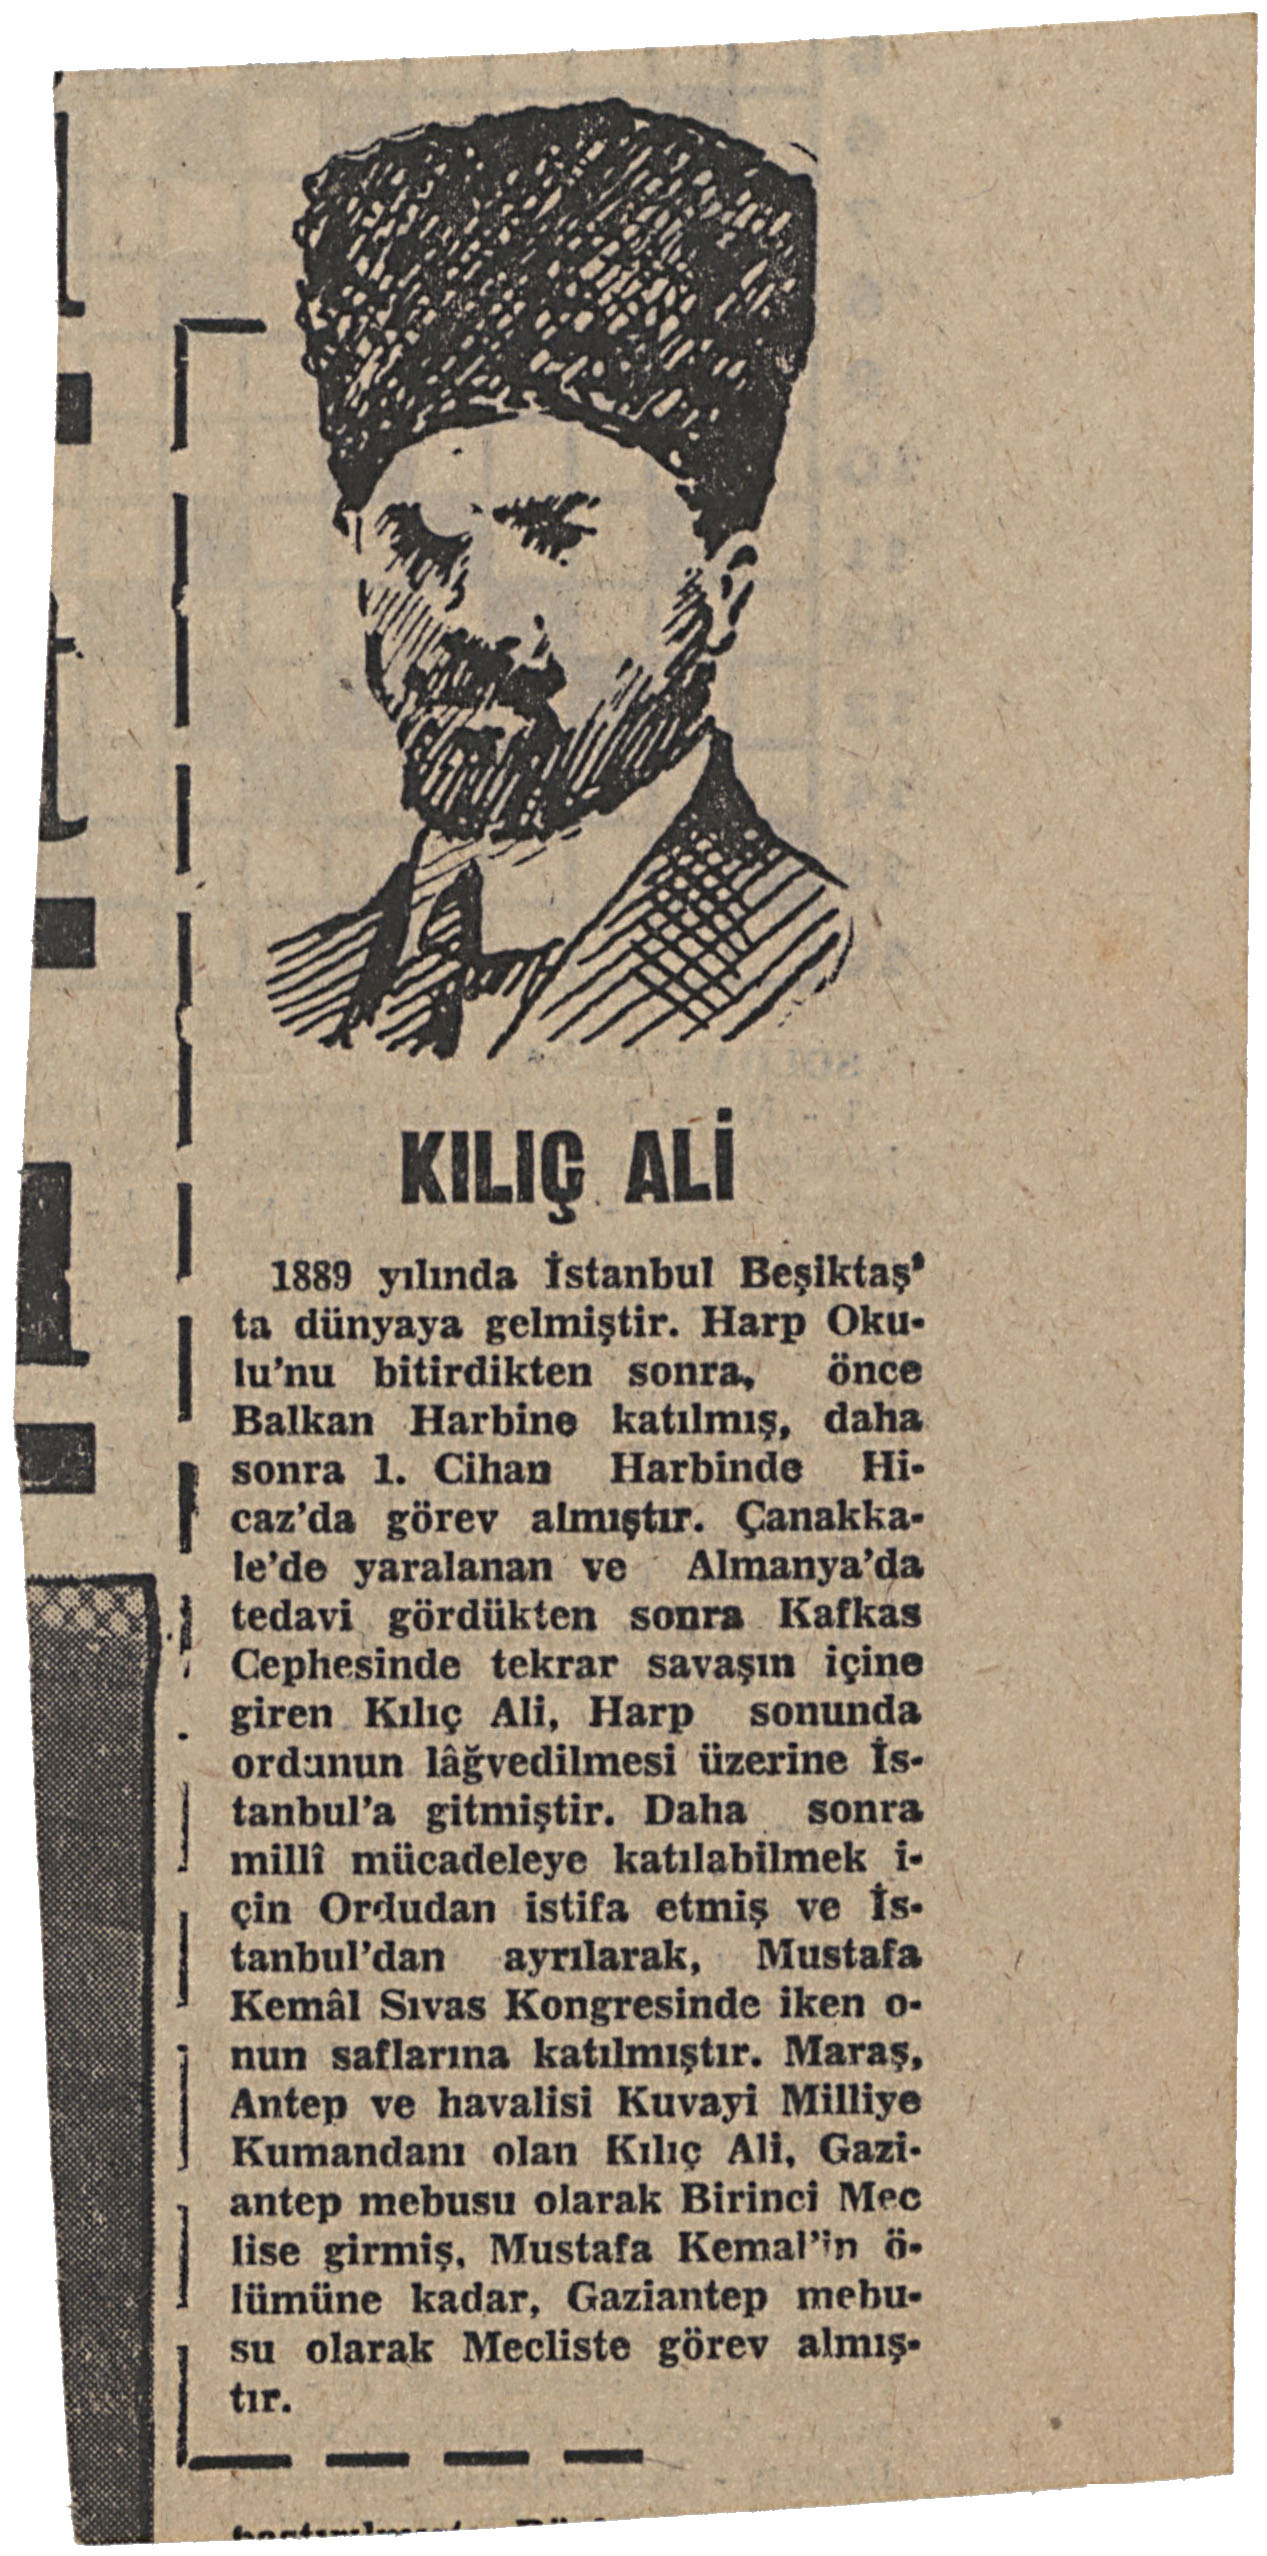 KILIÇ ALİ
1889 yılında İstanbul Beşiktaş'
ta dünyaya gelmiştir. Harp Oku-
lu'nu bitirdikten sonra, önce
Balkan Harbine katılmış, daha
sonra 1. Cihan Harbinde Hi-
caz'da görev almıştır. Çanakka-
le'de yaralanan ve Almanya'da
tedavi gördükten sonra Kafkas
Cephesinde tekrar savaşın içine
giren Kılıç Ali, Harp sonunda
ordunun lâğvedilmesi üzerine İs-
tanbul'a gitmiştir. Daha sonra
millî mücadeleye katılabilmek i-
çin Ordudan istifa etmiş ve İs-
tanbul'dan ayrılarak, Mustafa
Kemâl Sıvas Kongresinde iken o-
nun saflarına katılmıştır. Maraş,
Antep ve havalisi Kuvayi Milliye
Kumandanı olan Kılıç Ali, Gazi-
antep mebusu olarak Birinci Mec
lise girmiş, Mustafa Kemal'in ö-
lümüne kadar, Gaziantep mebu-
su olarak Mecliste görev almış-
tır.